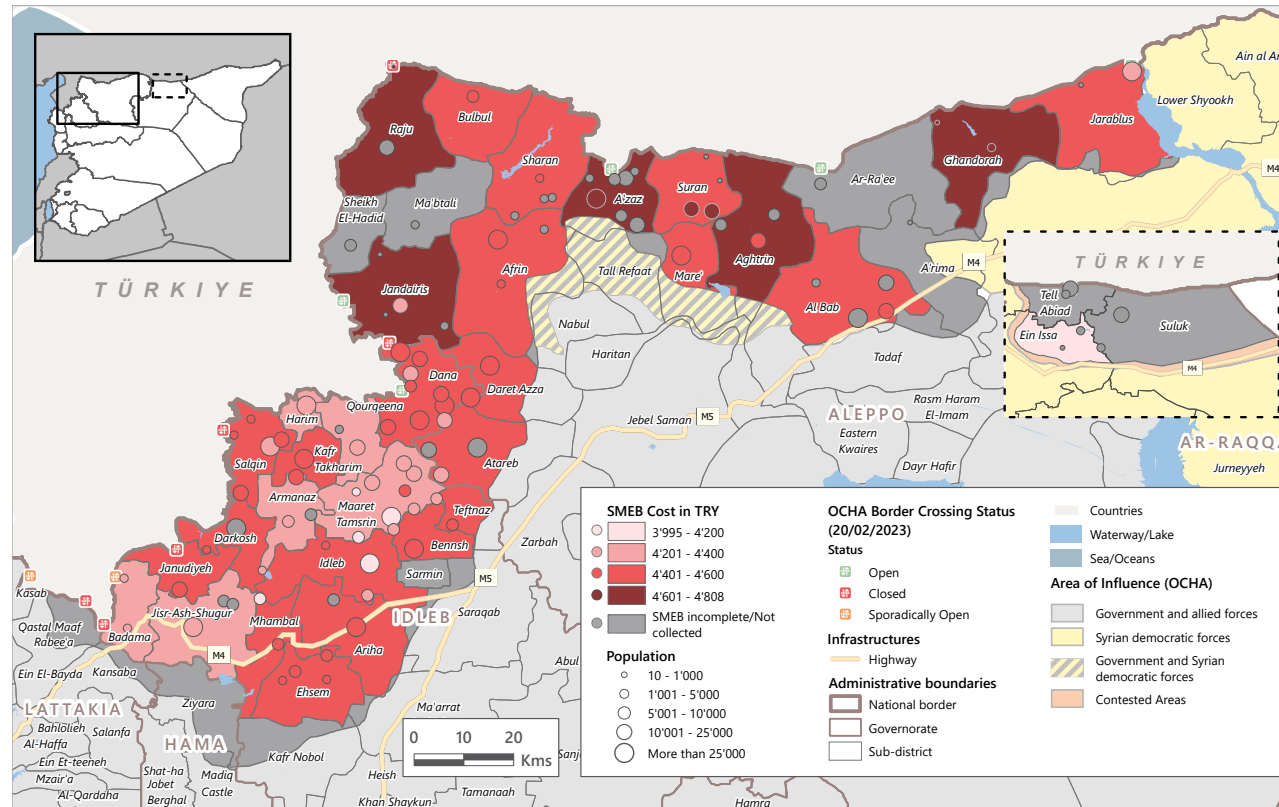 Ain al Ar
Lower Shyookh
Jarablus
Ghandorah
M4
Raju
Bulbul
Sharan
Ar-Ra'ee
Suran
A'zaz
Sheikh
El-Hadid
Ma'btali
Afrin
Aghtrin
Mare'
Tall Refaat
A'rima
M4
TÜRKIYE
TÜRKIYE
Jandairis
Al Bab
Tell
Abiad
Suluk
Ein Issa
M4
Nabul
Haritan
Tadaf
Dana
Daret Azza
Qourqeena
Harim
Jebel Saman
M5
Rasm Haram
El-Imam
ALEPPO
Eastern
Kwaires
Dayr Hafir
AR-RAQQA
Jurneyyeh
Salqin
Kafr
Takharim
Atareb
Armanaz
Maaret
Tamsrin
Teftnaz
Darkosh
Bennsh
Zarbah
Janudiyeh
Idleb
Sarmin
M5
Kasab
Jisr-Ash-Shugur
Mhambal
IDLEB
Saraqab
Qastal Maaf
Rabee'a
Badama
M4
Ariha
Ein El-Bayda
Kansaba
Abul
Ehsem
Ziyara
Ma'arrat
LATTAKIA
Bahlolieh
Salanfa
Al-Haffa
HAMA
Kafr Nobol
Ein Et-teeneh
Mzair'a
Shat-ha
Jobet
Berghal
Madiq
Castle
Heish
Al-Qardaha
Khan Shaykun
Tamanaah
Sanj
Hamra
0 10 20
Kms
SMEB Cost in TRY
3'995 - 4'200
4'201 - 4'400
4'401 - 4'600
4'601 - 4'808
SMEB incomplete/Not
collected
Population
10 - 1'000
1'001 - 5'000
5'001 - 10'000
10'001 - 25'000
More than 25'000
OCHA Border Crossing Status
(20/02/2023)
Status
Open
Closed
Sporadically Open
Infrastructures
Highway
Administrative boundaries
National border
Governorate
Sub-district
Countries
Waterway/Lake
Sea/Oceans
Area of Influence (OCHA)
Government and allied forces
Syrian democratic forces
Government and Syrian
democratic forces
Contested Areas